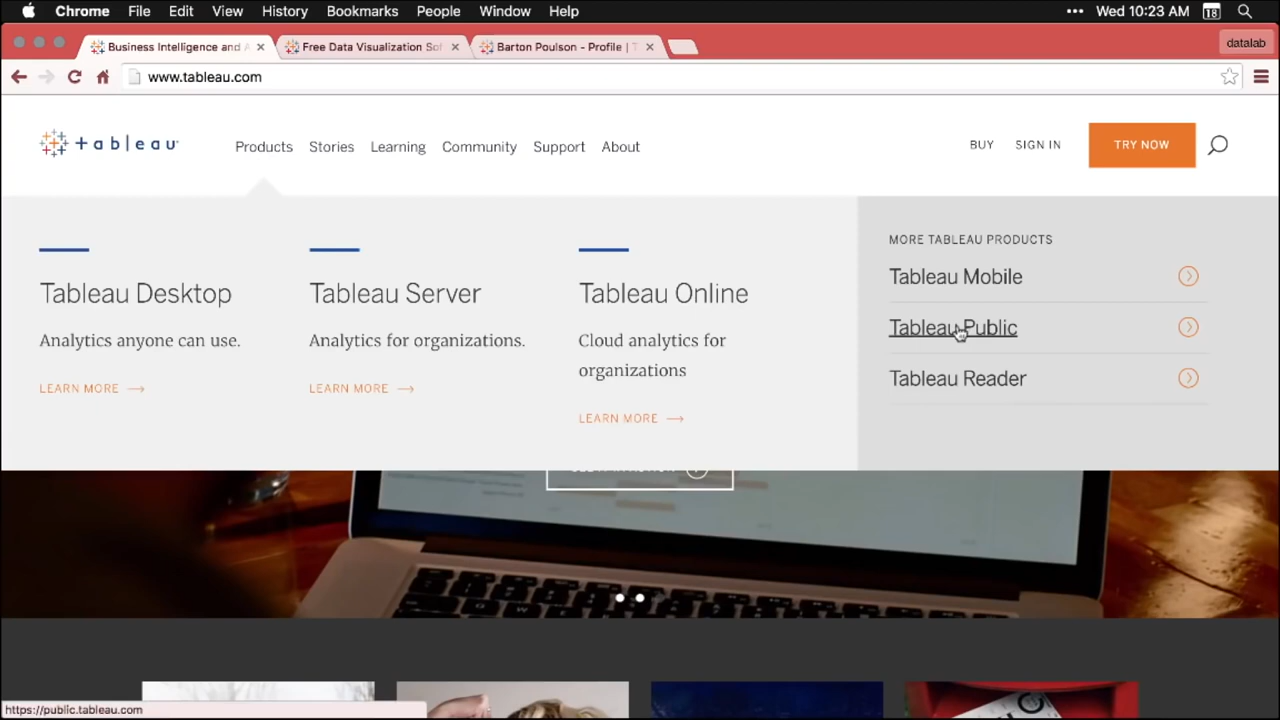 Chrome File Edit View History Bookmarks People Window Help ••• Wed 10:23 AM 18
Business Intelligence and A Free Data Visualization Sof Barton Poulson - Profile | T datalab
www.tableau.com
+ableau
Products Stories Learning Community Support About BUY SIGN IN TRY NOW
MORE TABLEAU PRODUCTS
Tableau Mobile
Tableau Desktop Tableau Server Tableau Online
Tableau Public
Analytics anyone can use. Analytics for organizations. Cloud analytics for
organizations
Tableau Reader
LEARN MORE LEARN MORE
LEARN MORE
https://public.tableau.com